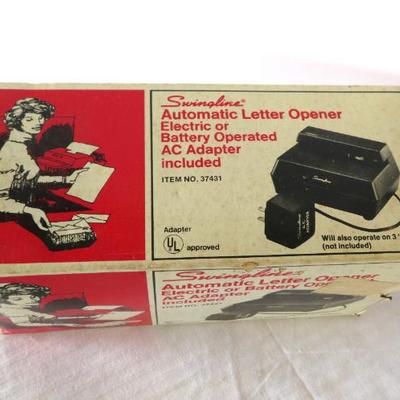 Swingline®
Automatic Letter Opener
Electric or
Battery Operated
AC Adapter
included
ITEM NO. 37431
Swingline
Adapter
UL approved
Will also operate on 3
(not included)
Swingline
Automatic Letter Opener
Electric or Battery Ope
AC Adapter
included